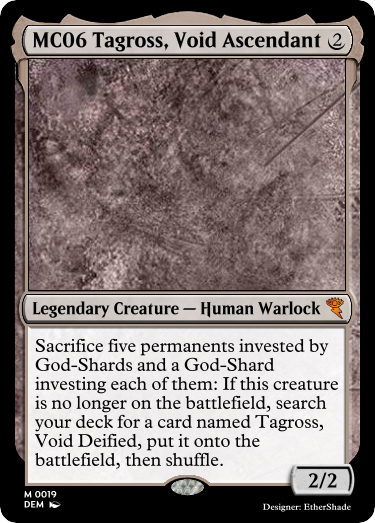 MC06 Tagross, Void Ascendant 2
Legendary Creature — Human Warlock
Sacrifice five permanents invested by
God-Shards and a God-Shard
investing each of them: If this creature
is no longer on the battlefield, search
your deck for a card named Tagross,
Void Deified, put it onto the
battlefield, then shuffle.
2/2
M 0019
DEM
Designer: EtherShade